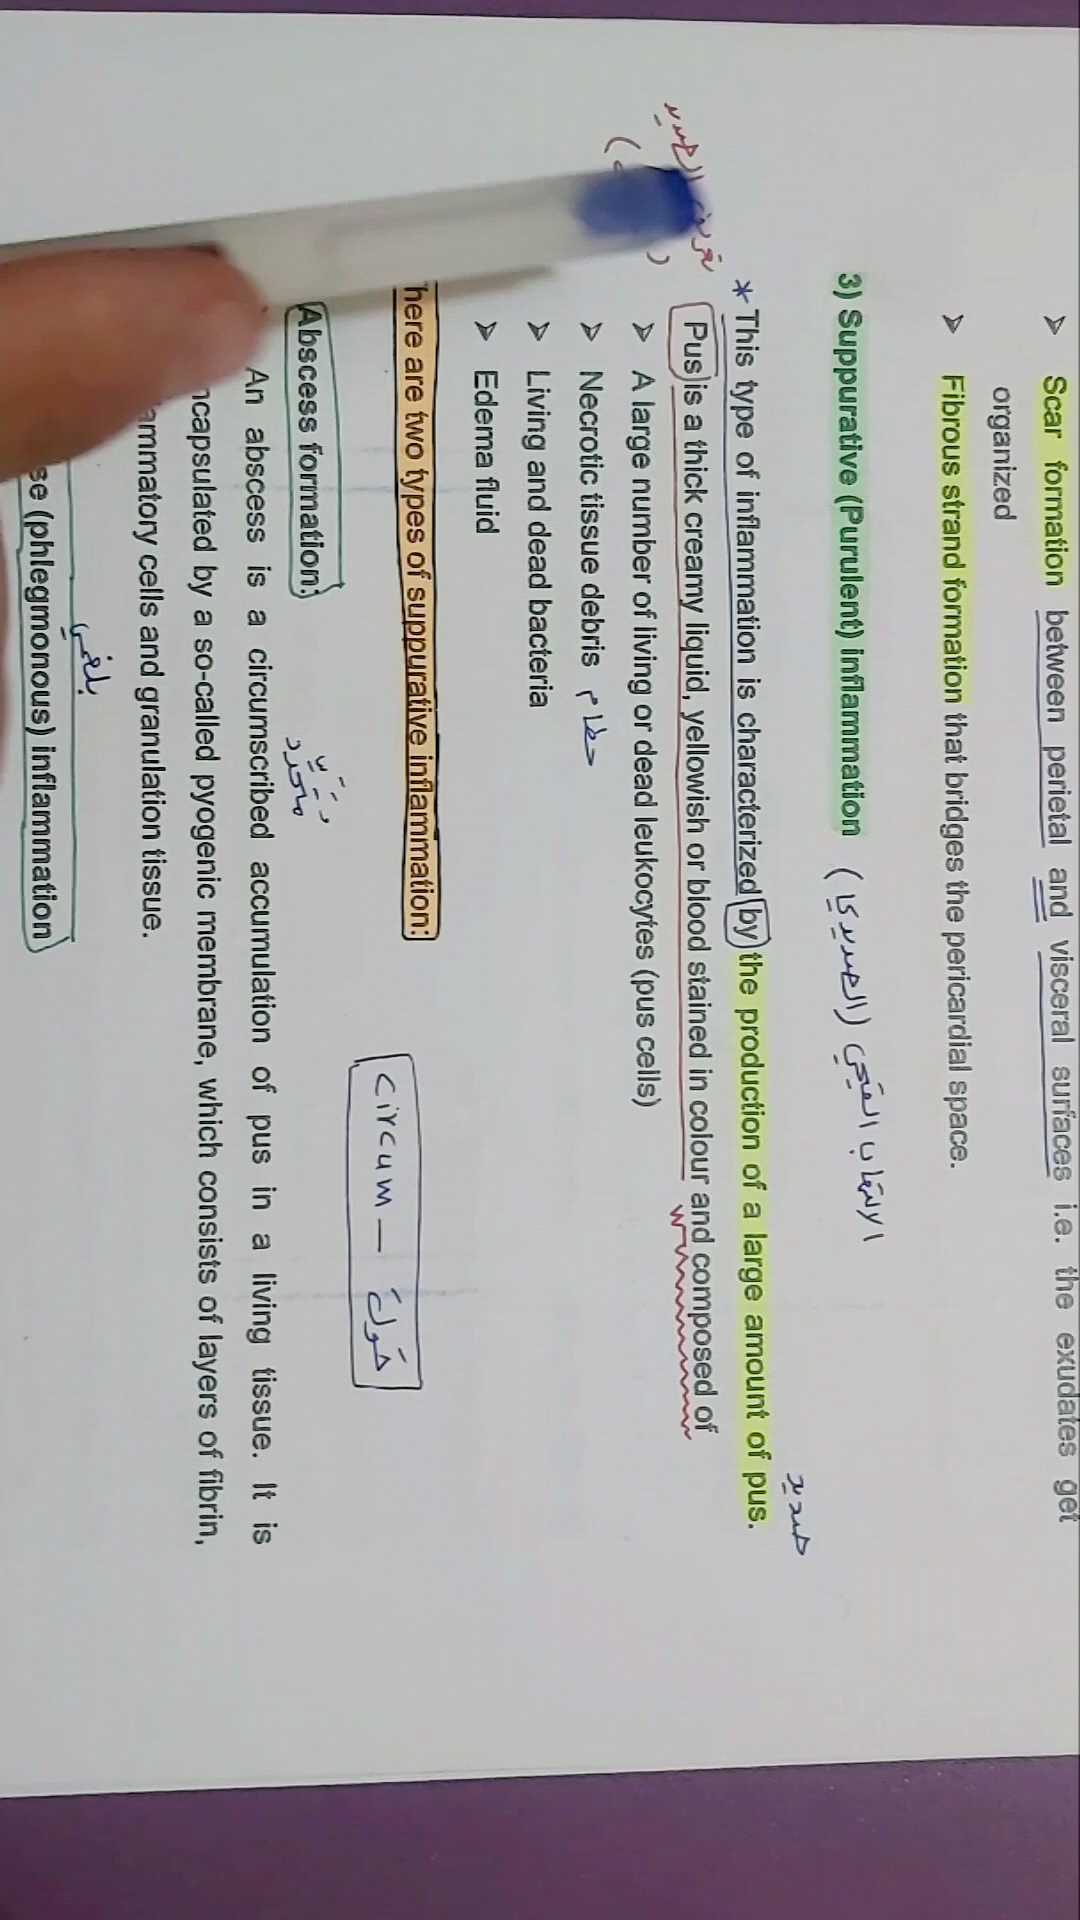 ➢ Scar formation between perietal and visceral surfaces i.e. the exudates get
organized
➢ Fibrous strand formation that bridges the pericardial space.
3) Suppurative (Purulent) inflammation (الالتهاب القيحي (الصديدي
صديد
* This type of inflammation is characterized by the production of a large amount of pus.
تعريف الصديد
Pus is a thick creamy liquid, yellowish or blood stained in colour and composed of
➢ A large number of living or dead leukocytes (pus cells)
➢ Necrotic tissue debris حطام
➢ Living and dead bacteria
➢ Edema fluid
here are two types of suppurative inflammation:
Circum — حَول
Abscess formation:
محدد
An abscess is a circumscribed accumulation of pus in a living tissue. It is
ncapsulated by a so-called pyogenic membrane, which consists of layers of fibrin,
ammatory cells and granulation tissue.
بلغمي
se (phlegmonous) inflammation